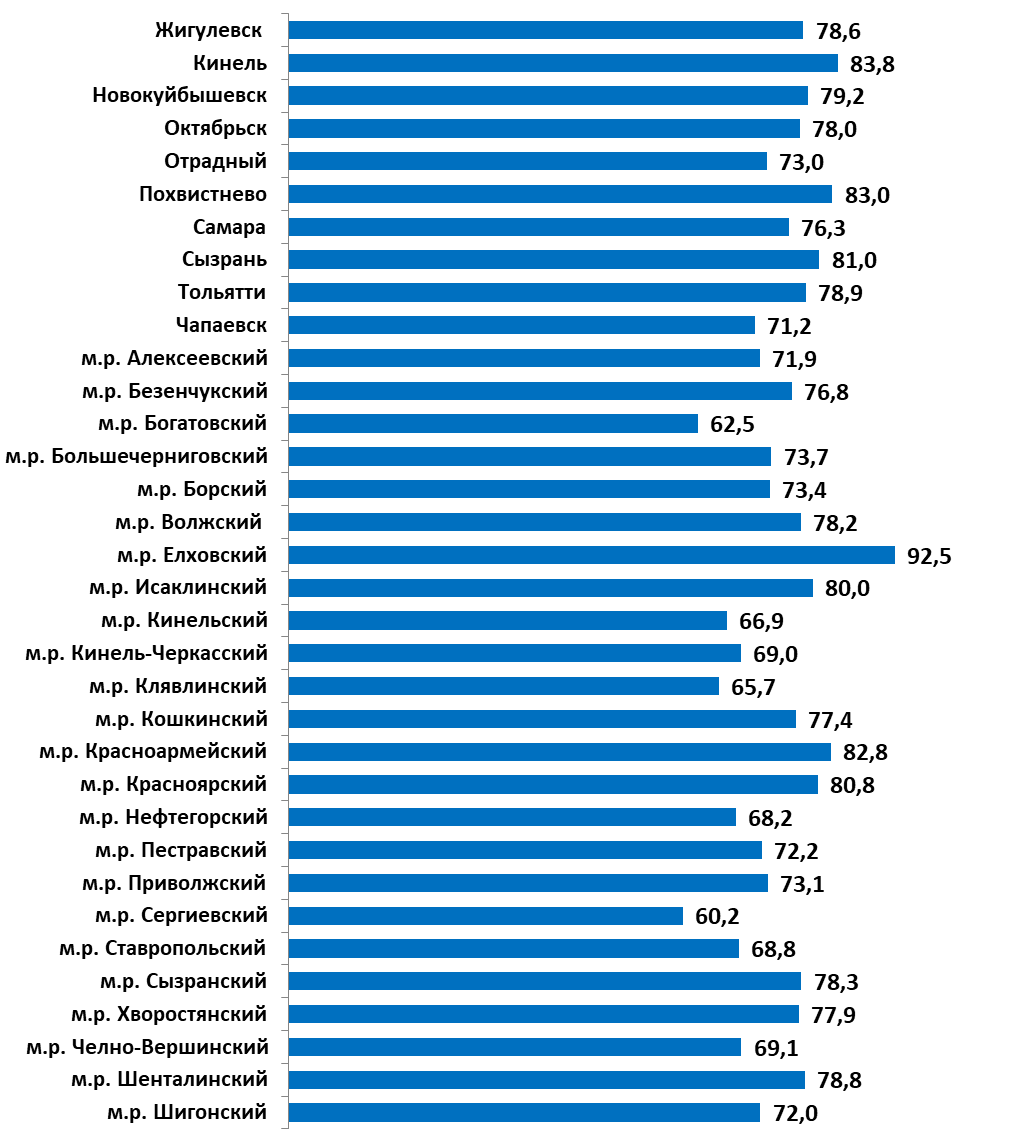 Жигулевск 78,6
Кинель 83,8
Новокуйбышевск 79,2
Октябрьск 78,0
Отрадный 73,0
Похвистнево 83,0
Самара 76,3
Сызрань 81,0
Тольятти 78,9
Чапаевск 71,2
м.р. Алексеевский 71,9
м.р. Безенчукский 76,8
м.р. Богатовский 62,5
м.р. Большечерниговский 73,7
м.р. Борский 73,4
м.р. Волжский 78,2
м.р. Елховский 92,5
м.р. Исаклинский 80,0
м.р. Кинельский 66,9
м.р. Кинель-Черкасский 69,0
м.р. Клявлинский 65,7
м.р. Кошкинский 77,4
м.р. Красноармейский 82,8
м.р. Красноярский 80,8
м.р. Нефтегорский 68,2
м.р. Пестравский 72,2
м.р. Приволжский 73,1
м.р. Сергиевский 60,2
м.р. Ставропольский 68,8
м.р. Сызранский 78,3
м.р. Хворостянский 77,9
м.р. Челно-Вершинский 69,1
м.р. Шенталинский 78,8
м.р. Шигонский 72,0